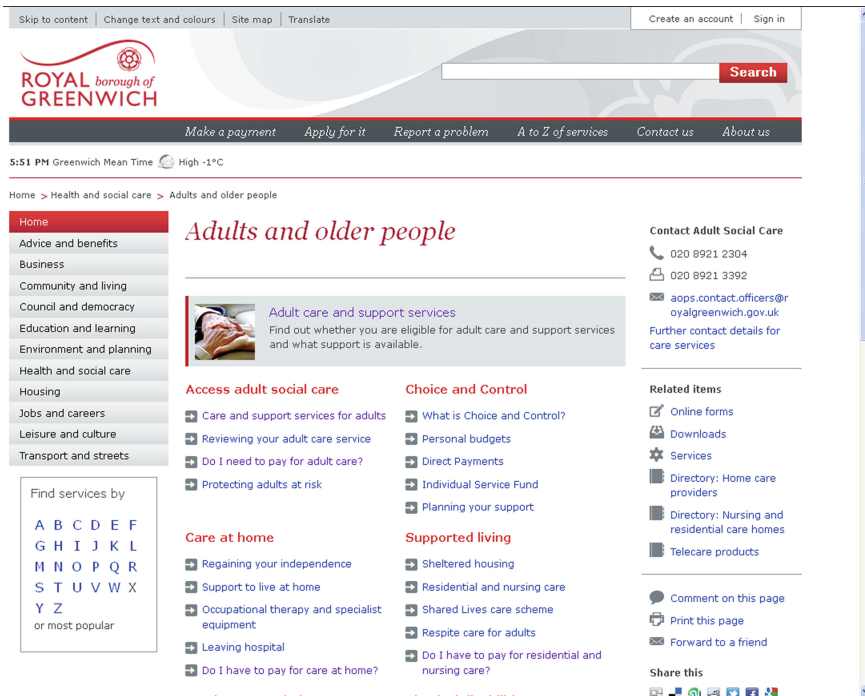 Skip to content | Change text and colours | Site map | Translate
Create an account | Sign in
ROYAL borough of
GREENWICH
Search
Make a payment Apply for it Report a problem A to Z of services Contact us About us
5:51 PM Greenwich Mean Time High -1°C
Home > Health and social care > Adults and older people
Home
Advice and benefits
Business
Community and living
Council and democracy
Education and learning
Environment and planning
Health and social care
Housing
Jobs and careers
Leisure and culture
Transport and streets
Find services by
A B C D E F
G H I J K L
M N O P Q R
S T U V W X
Y Z
or most popular
Adults and older people
Adult care and support services
Find out whether you are eligible for adult care and support services
and what support is available.
Access adult social care
Care and support services for adults
Reviewing your adult care service
Do I need to pay for adult care?
Protecting adults at risk
Choice and Control
What is Choice and Control?
Personal budgets
Direct Payments
Individual Service Fund
Planning your support
Care at home
Regaining your independence
Support to live at home
Occupational therapy and specialist
equipment
Leaving hospital
Do I have to pay for care at home?
Supported living
Sheltered housing
Residential and nursing care
Shared Lives care scheme
Respite care for adults
Do I have to pay for residential and
nursing care?
Contact Adult Social Care
020 8921 2304
020 8921 3392
aops.contact.officers@r
oyalgreenwich.gov.uk
Further contact details for
care services
Related items
Online forms
Downloads
Services
Directory: Home care
providers
Directory: Nursing and
residential care homes
Telecare products
Comment on this page
Print this page
Forward to a friend
Share this